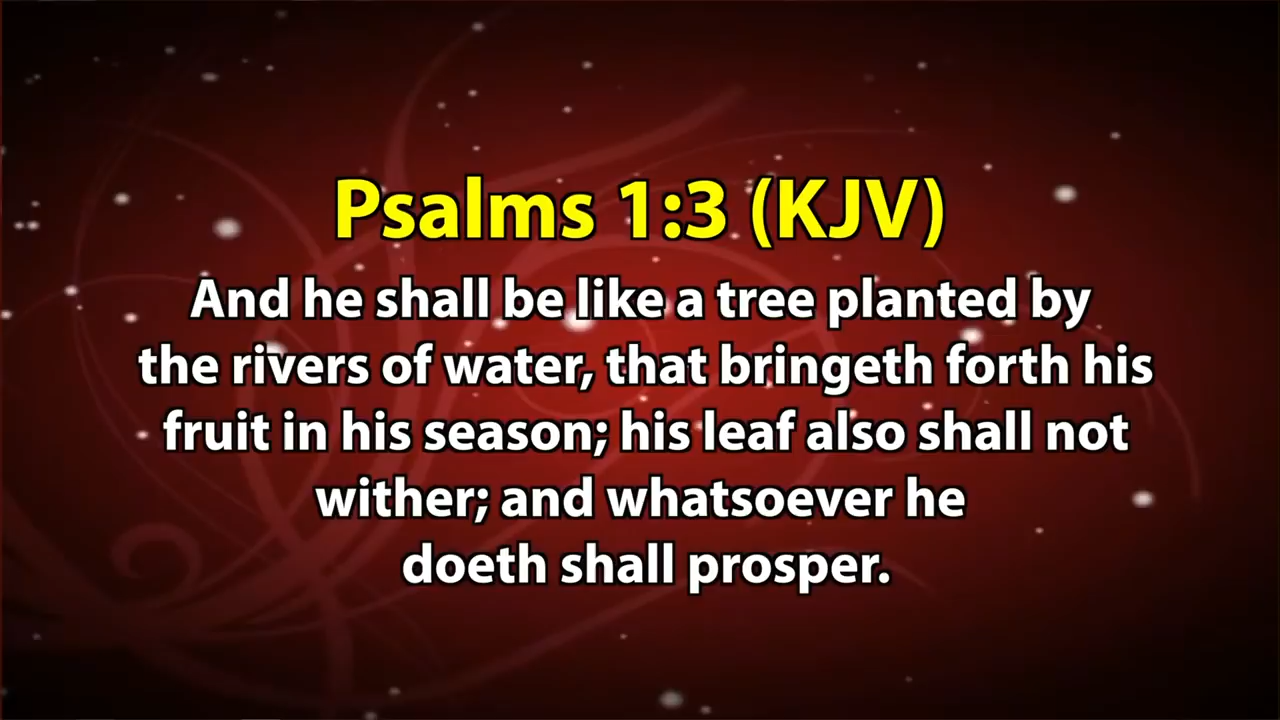 Psalms 1:3 (KJV)
And he shall be like a tree planted by
the rivers of water, that bringeth forth his
fruit in his season; his leaf also shall not
wither; and whatsoever he
doeth shall prosper.